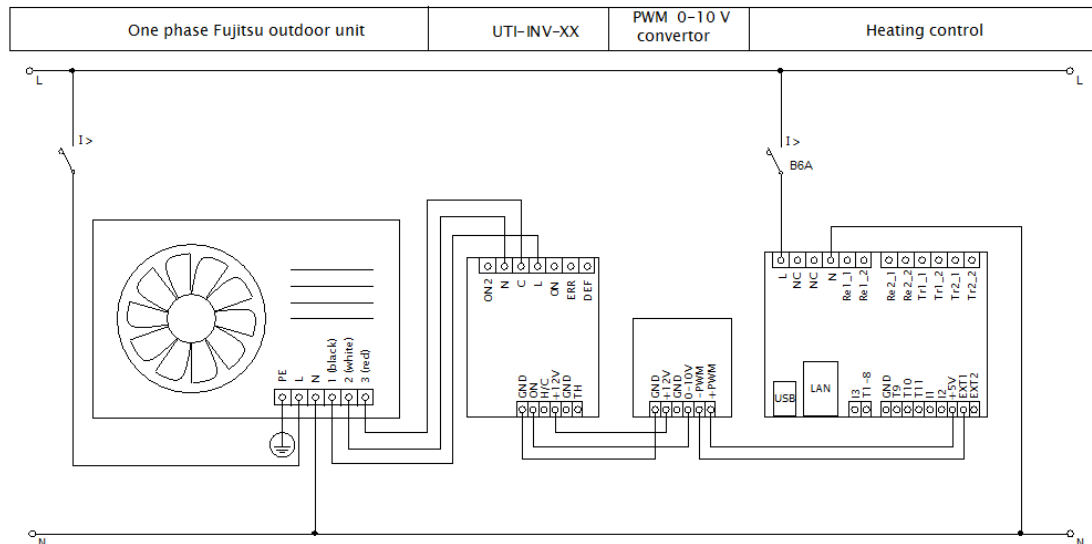 One phase Fujitsu outdoor unit
UTI-INV-XX
PWM 0-10 V
convertor
Heating control
L
L
I >
I >
B6A
ON2
N
C
L
ON
ERR
DEF
L
NC
NC
N
Re1_1
Re1_2
Re2_1
Re2_2
Tr1_1
Tr1_2
Tr2_1
Tr2_2
PE
L
N
1 (black)
2 (white)
3 (red)
GND
ON
H/C
+12V
GND
TH
GND
+12V
GND
0-10V
-PWM
+PWM
USB
LAN
I3
T1-8
GND
T9
T10
T11
I1
I2
+5V
EXT1
EXT2
N
N